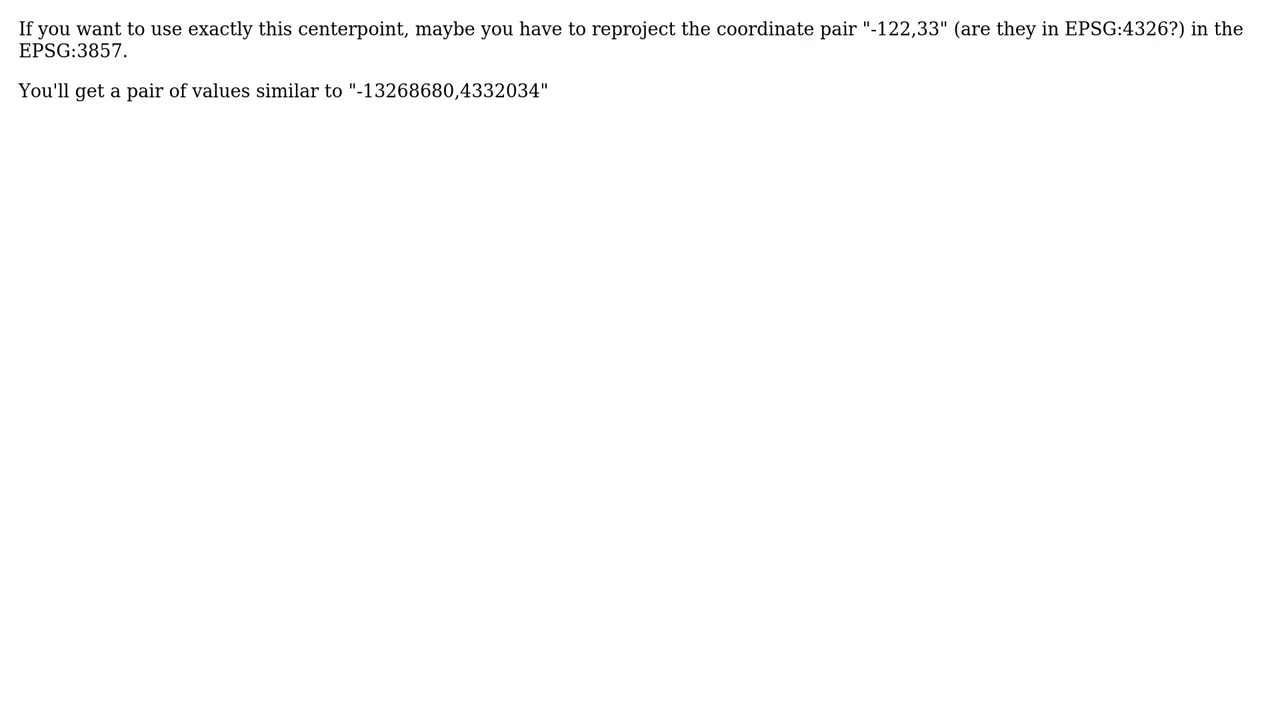 If you want to use exactly this centerpoint, maybe you have to reproject the coordinate pair "-122,33" (are they in EPSG:4326?) in the
EPSG:3857.
You'll get a pair of values similar to "-13268680,4332034"